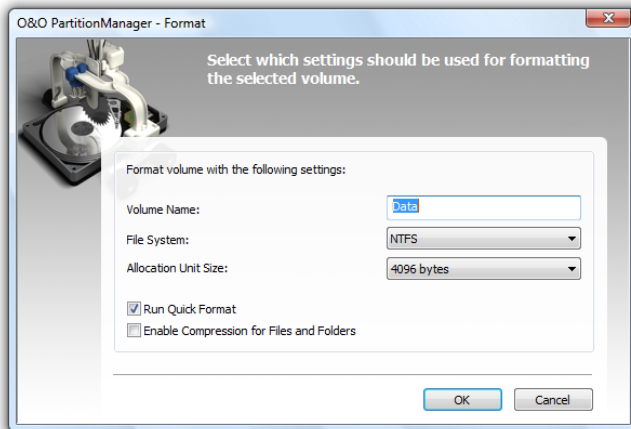 O&O PartitionManager - Format
Select which settings should be used for formatting
the selected volume.
Format volume with the following settings:
Volume Name:
Data
File System:
NTFS
Allocation Unit Size:
4096 bytes
Run Quick Format
Enable Compression for Files and Folders
OK
Cancel